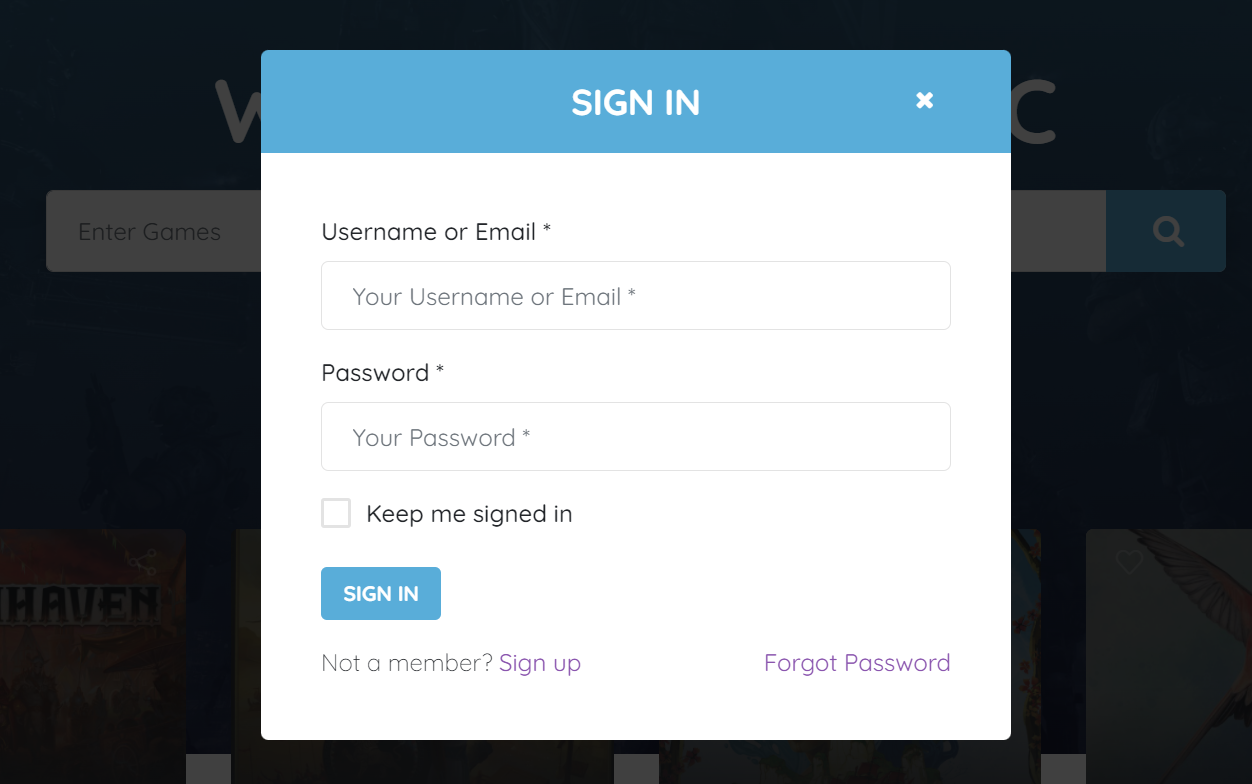 SIGN IN
Enter Games
Username or Email *
Your Username or Email *
Password *
Your Password *
Keep me signed in
SIGN IN
Not a member? Sign up
Forgot Password